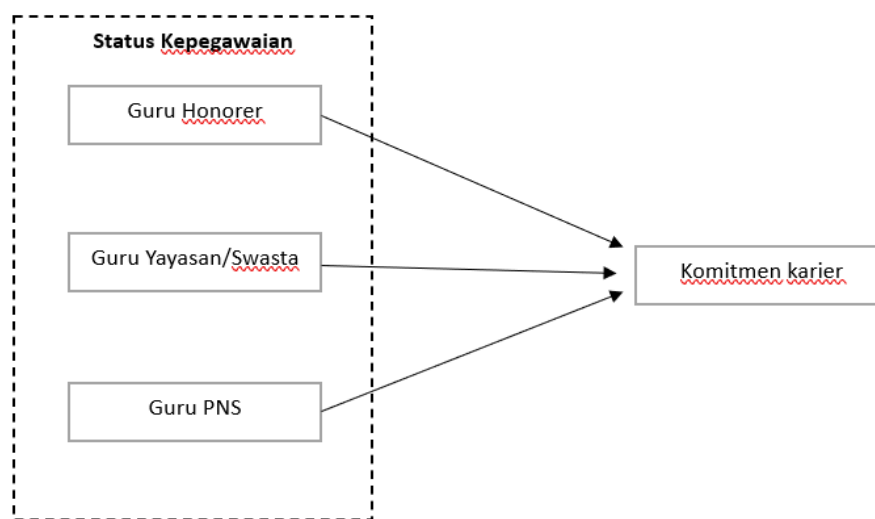 Status Kepegawaian
Guru Honorer
Guru Yayasan/Swasta
Komitmen karier
Guru PNS